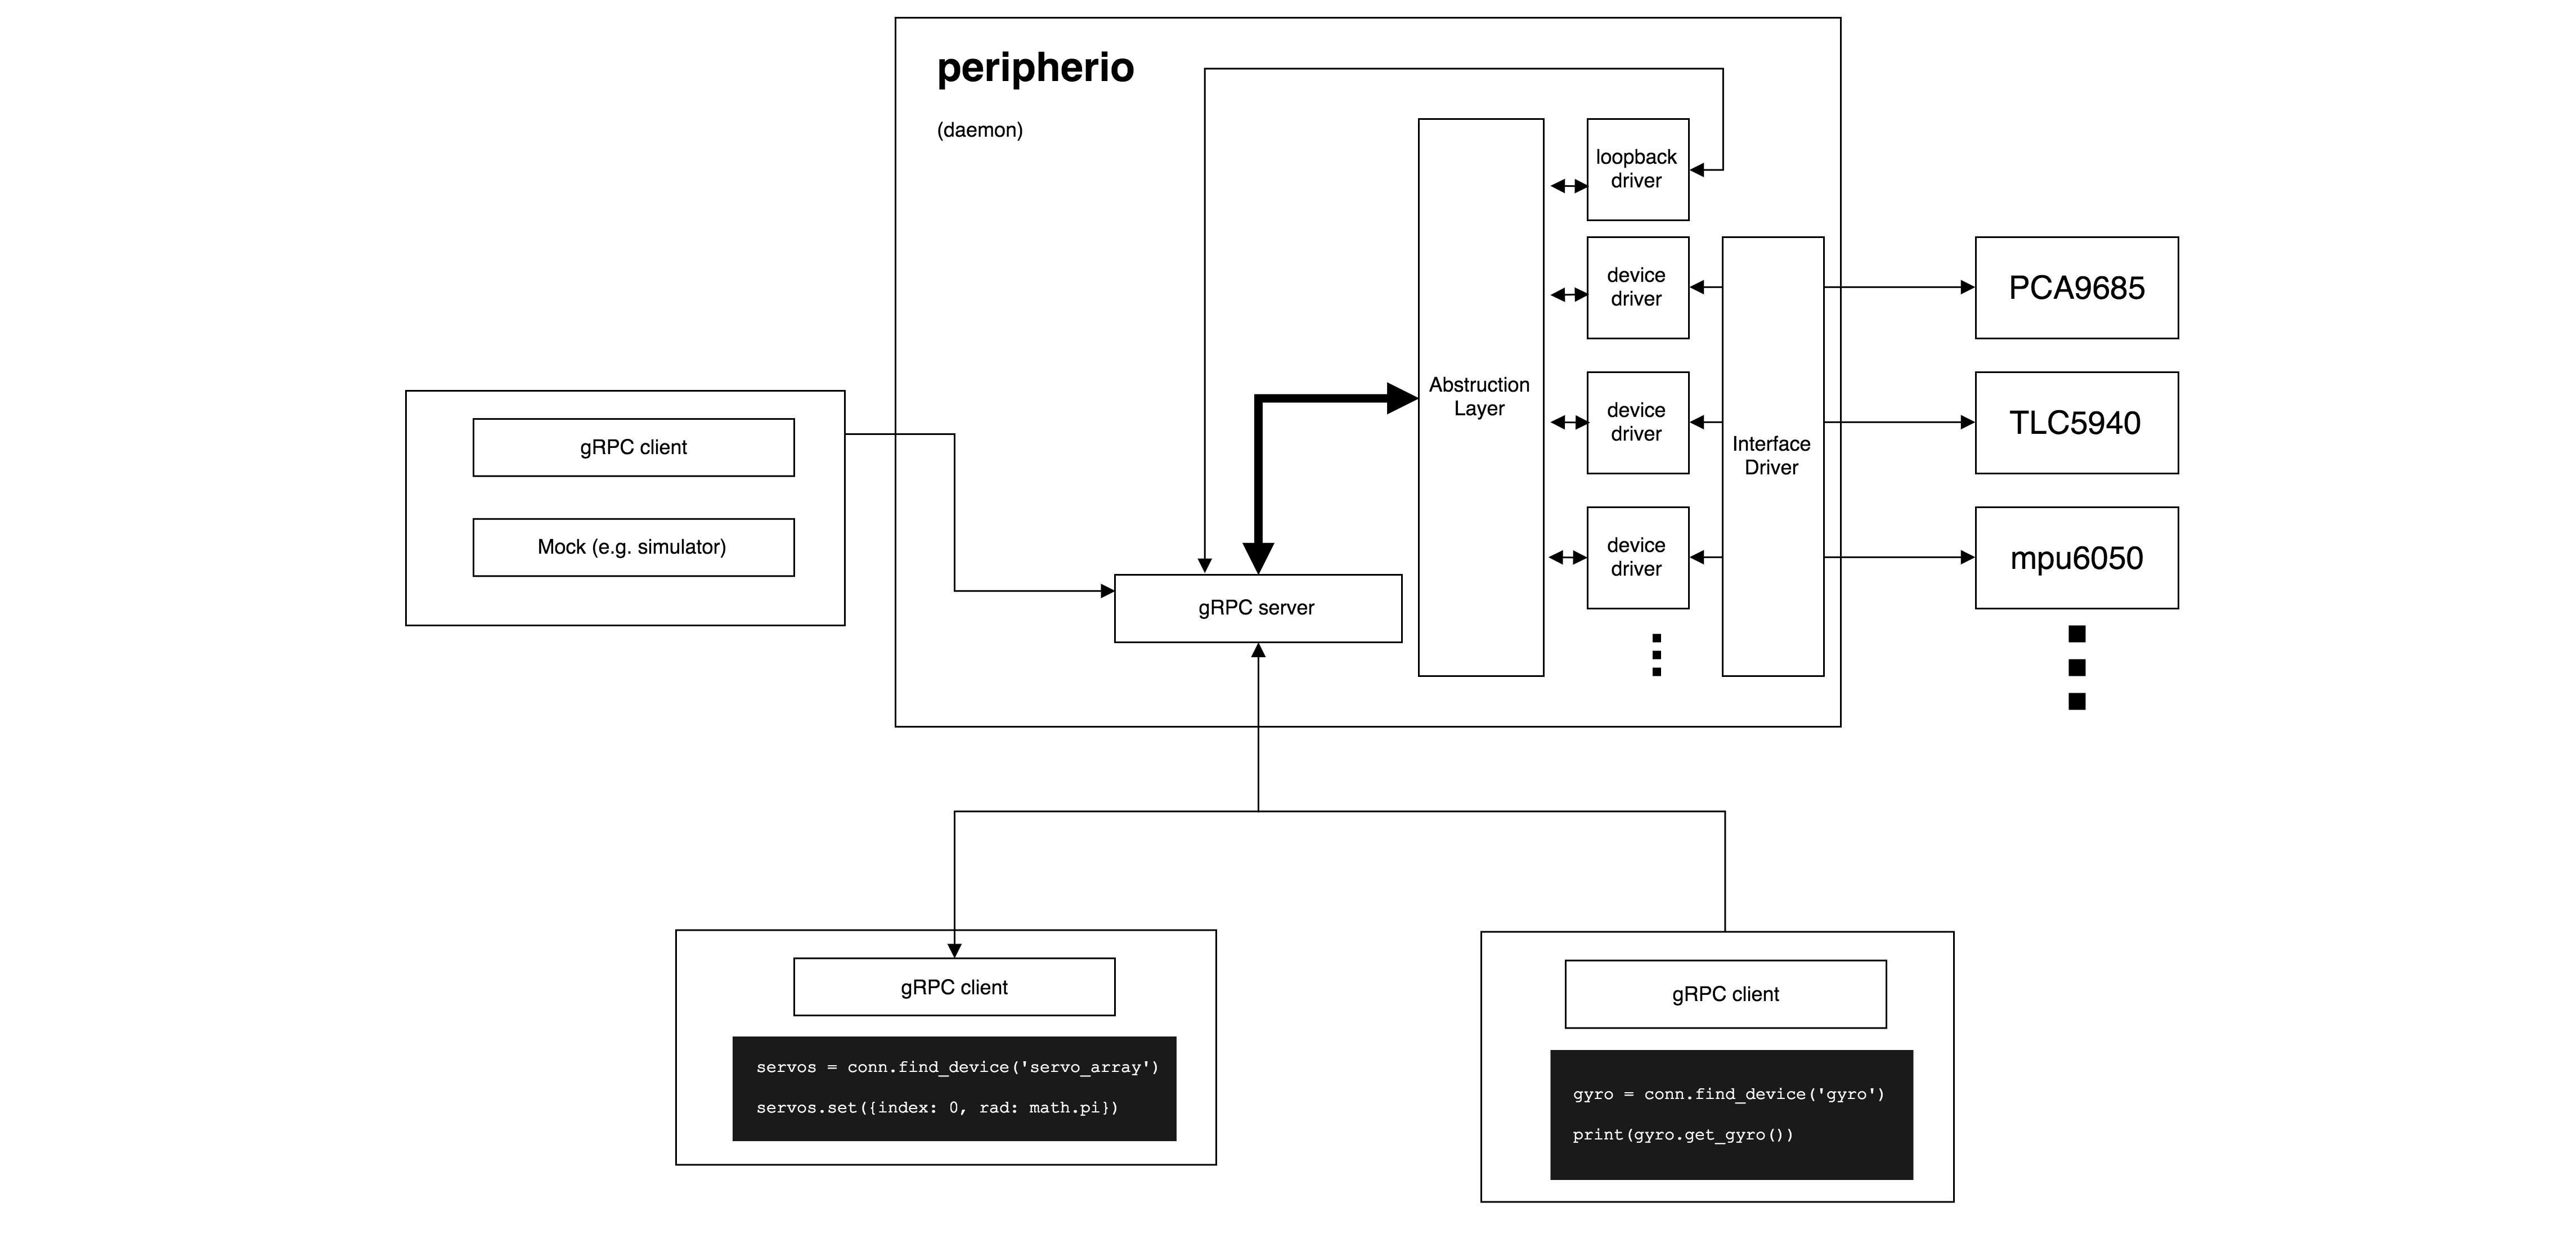 peripherio
(daemon)
loopback
driver
device
driver
PCA9685
Abstruction
Layer
device
driver
TLC5940
Interface
Driver
gRPC client
Mock (e.g. simulator)
device
driver
mpu6050
gRPC server
gRPC client
servos = conn.find_device('servo_array')
servos.set({index: 0, rad: math.pi})
gRPC client
gyro = conn.find_device('gyro')
print(gyro.get_gyro())